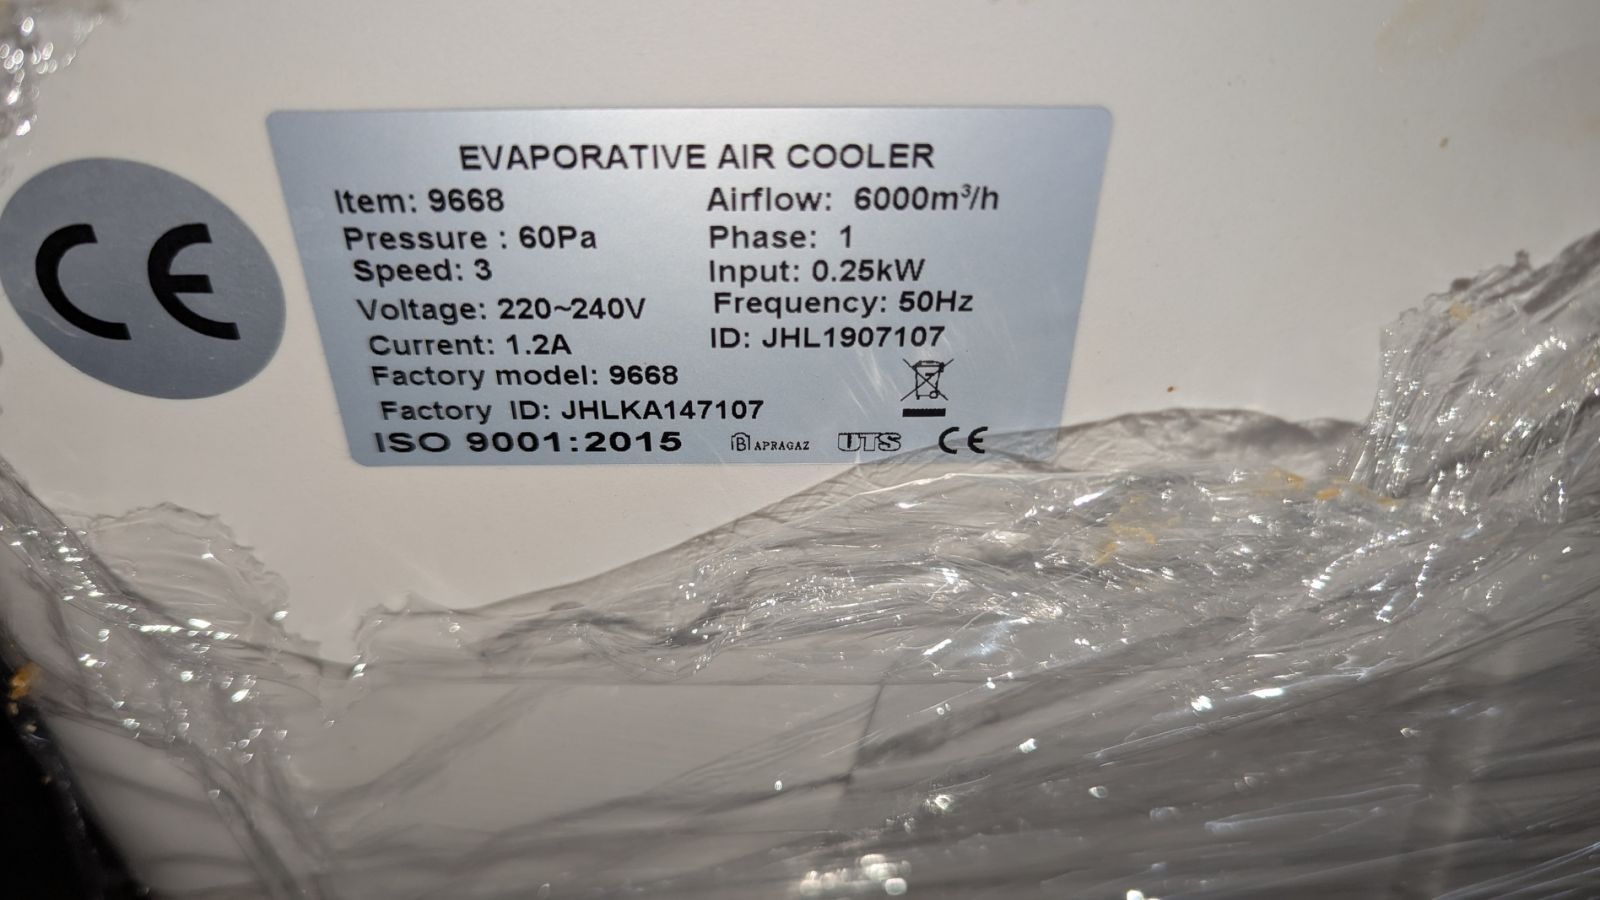 CE
EVAPORATIVE AIR COOLER
Item: 9668
Airflow: 6000m³/h
Pressure : 60Pa
Phase: 1
Speed: 3
Input: 0.25kW
Voltage: 220~240V
Frequency: 50Hz
Current: 1.2A
ID: JHL1907107
Factory model: 9668
Factory ID: JHLKA147107
ISO 9001:2015
B APRAGAZ
UTS
CE